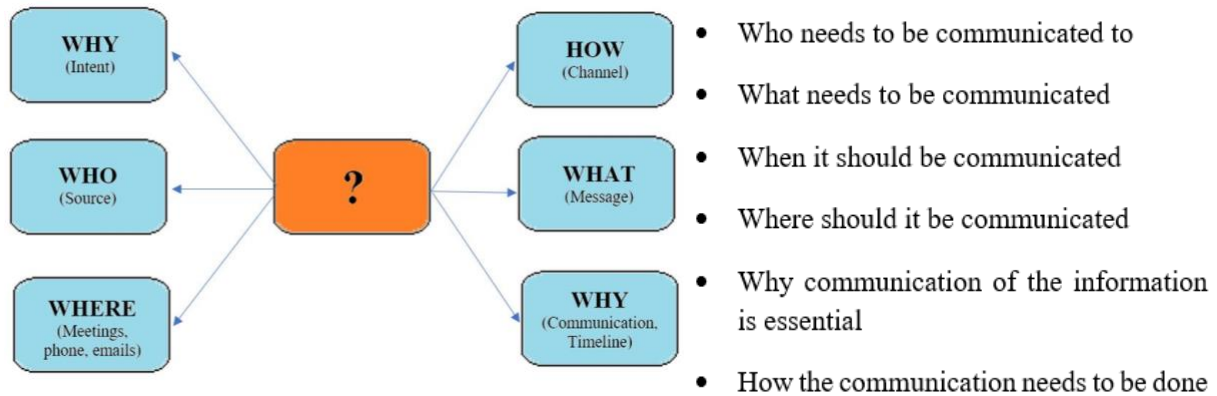 WHY
(Intent)
WHO
(Source)
WHERE
(Meetings,
phone, emails)
?
HOW
(Channel)
WHAT
(Message)
WHY
(Communication,
Timeline)
• Who needs to be communicated to
• What needs to be communicated
• When it should be communicated
• Where should it be communicated
• Why communication of the information
is essential
• How the communication needs to be done